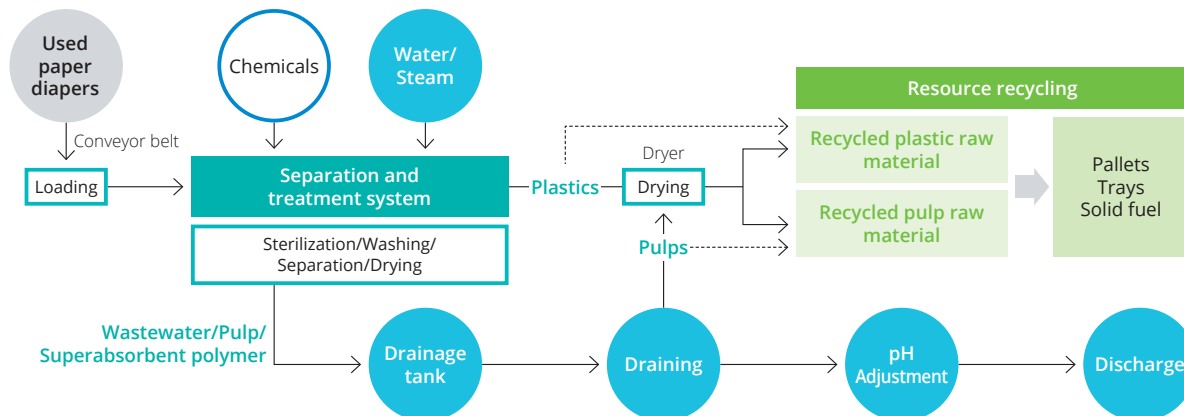 Used
paper
diapers
Chemicals
Water/
Steam
Conveyor belt
Loading
Separation and
treatment system
Sterilization/Washing/
Separation/Drying
Plastics
Dryer
Drying
Pulps
Resource recycling
Recycled plastic raw
material
Recycled pulp raw
material
Pallets
Trays
Solid fuel
Wastewater/Pulp/
Superabsorbent polymer
Drainage
tank
Draining
pH
Adjustment
Discharge